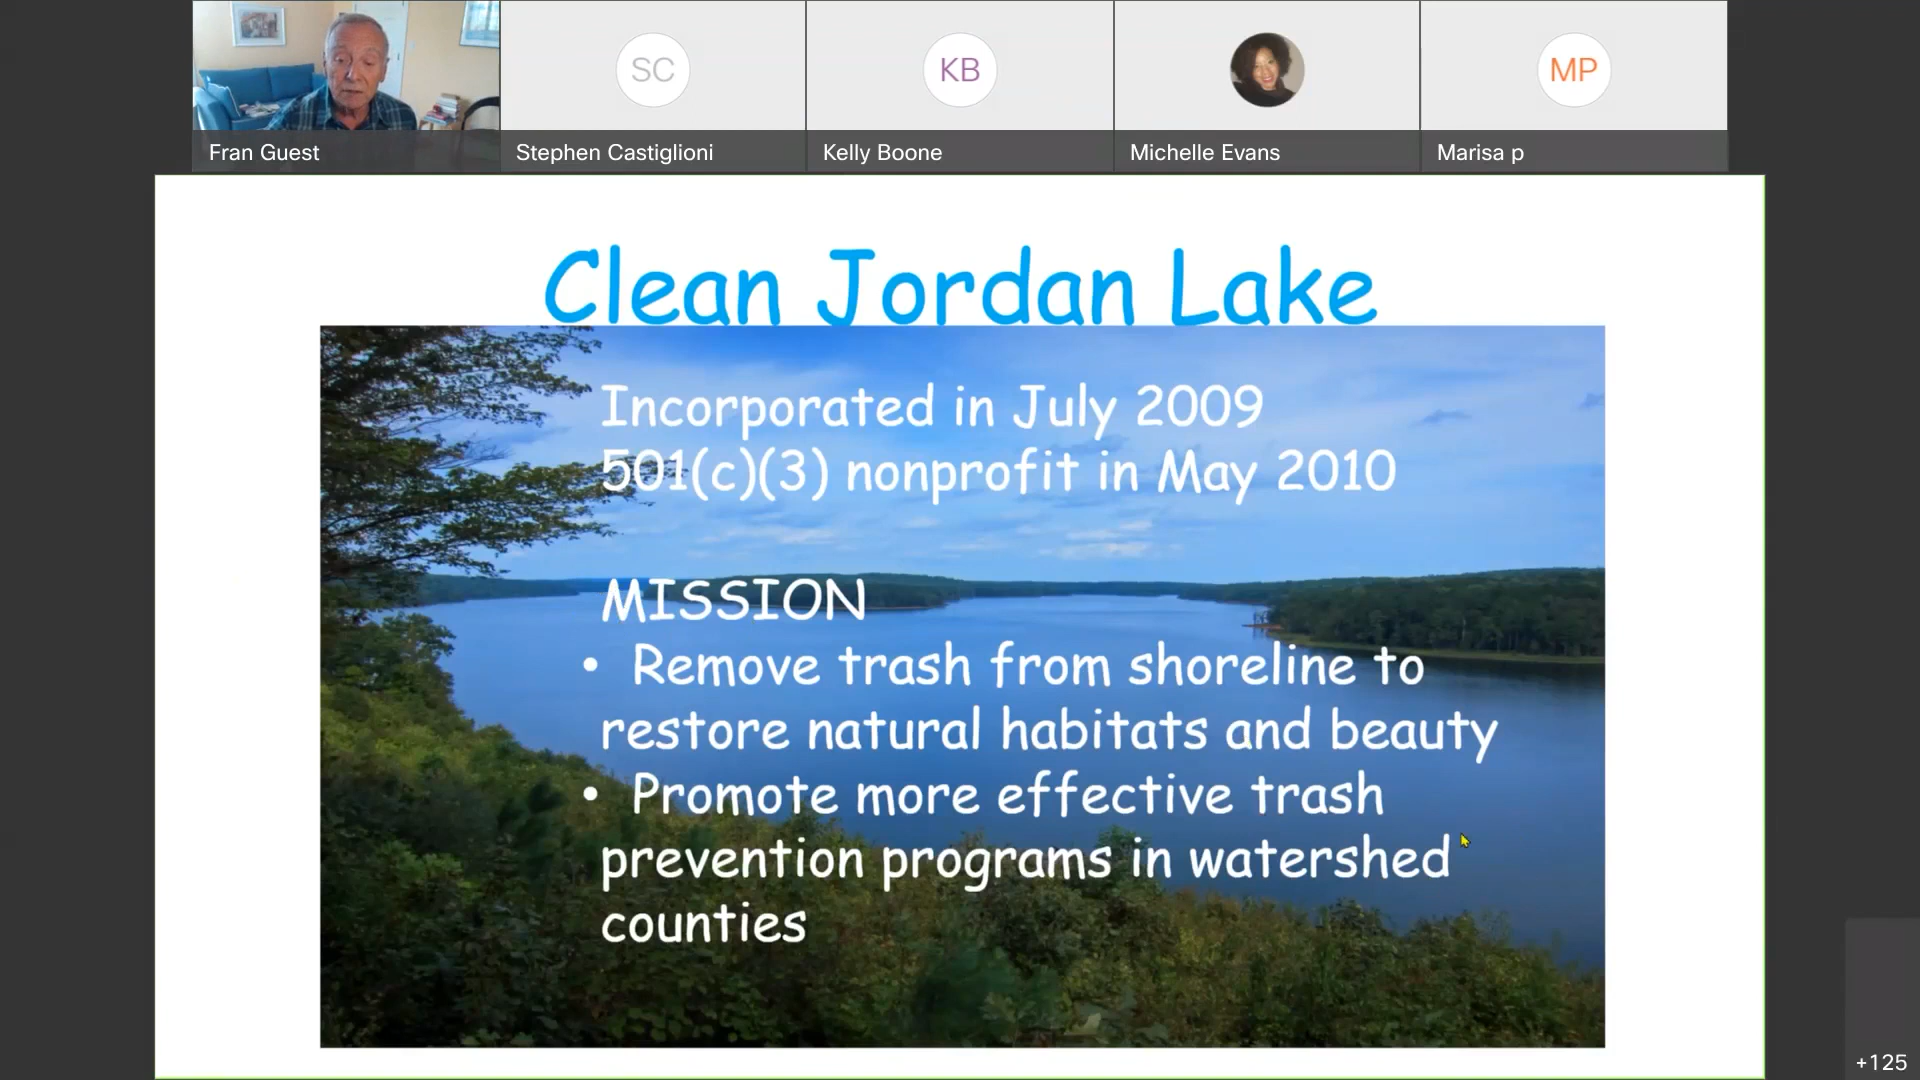 SC
KB
MP
Fran Guest
Stephen Castiglioni
Kelly Boone
Michelle Evans
Marisa p
Clean Jordan Lake
Incorporated in July 2009
501(c)(3) nonprofit in May 2010
MISSION
• Remove trash from shoreline to
restore natural habitats and beauty
• Promote more effective trash
prevention programs in watershed
counties
+125